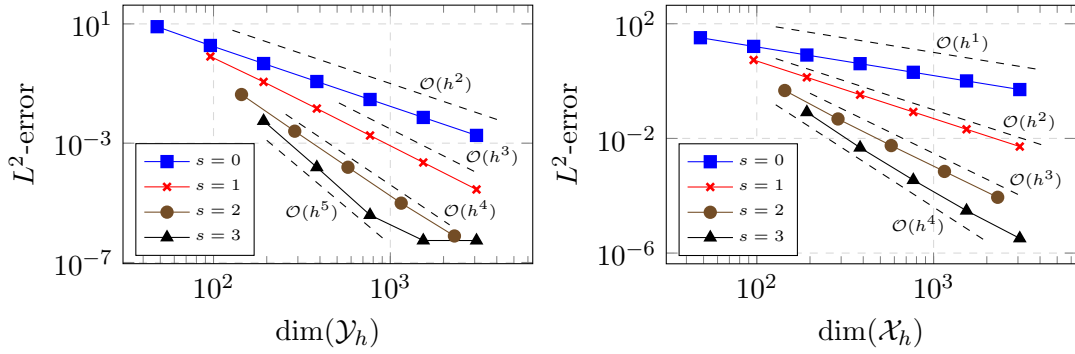 10^1
10^{-3}
10^{-7}
L^2-error
10^2
10^3
dim(𝒴_h)
𝒪(h^2)
𝒪(h^3)
𝒪(h^4)
𝒪(h^5)
s = 0
s = 1
s = 2
s = 3
10^2
10^{-2}
10^{-6}
L^2-error
10^2
10^3
dim(𝒳_h)
𝒪(h^1)
𝒪(h^2)
𝒪(h^3)
𝒪(h^4)
s = 0
s = 1
s = 2
s = 3